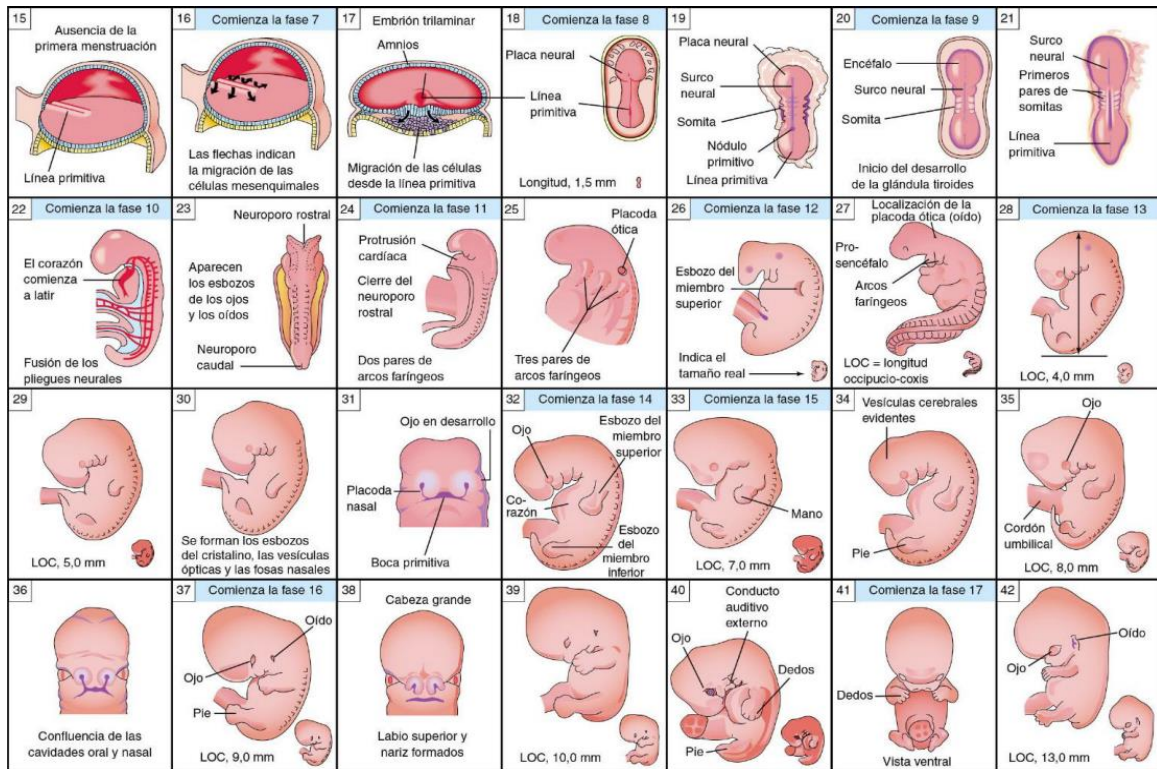 15
Ausencia de la
primera menstruación
Línea primitiva
16
Comienza la fase 7
Las flechas indican
la migración de las
células mesenquimales
17
Embrión trilaminar
Amnios
Línea
primitiva
Migración de las células
desde la línea primitiva
18
Comienza la fase 8
Placa neural
Longitud, 1,5 mm
19
Placa neural
Surco
neural
Somita
Nódulo
primitivo
Línea primitiva
20
Comienza la fase 9
Encéfalo
Surco neural
Somita
Inicio del desarrollo
de la glándula tiroides
21
Surco
neural
Primeros
pares de
somitas
Línea
primitiva
22
Comienza la fase 10
El corazón
comienza
a latir
Fusión de los
pliegues neurales
23
Neuroporo rostral
Aparecen
los esbozos
de los ojos
y los oídos
Neuroporo
caudal
24
Comienza la fase 11
Protrusión
cardíaca
Cierre del
neuroporo
rostral
Dos pares de
arcos faríngeos
25
Placoda
ótica
Tres pares de
arcos faríngeos
26
Comienza la fase 12
Esbozo del
miembro
superior
Indica el
tamaño real
27
Localización de la
placoda ótica (oído)
Pro-
sencéfalo
Arcos
faríngeos
LOC = longitud
occipucio-coxis
28
Comienza la fase 13
LOC, 4,0 mm
29
LOC, 5,0 mm
30
Se forman los esbozos
del cristalino, las vesículas
ópticas y las fosas nasales
31
Ojo en desarrollo
Placoda
nasal
Boca primitiva
32
Comienza la fase 14
Ojo
Esbozo del
miembro
superior
Co-
razón
Esbozo
del
miembro
inferior
33
Comienza la fase 15
Mano
LOC, 7,0 mm
34
Vesículas cerebrales
evidentes
Pie
35
Ojo
Cordón
umbilical
LOC, 8,0 mm
36
Confluencia de las
cavidades oral y nasal
37
Comienza la fase 16
Oído
Ojo
Pie
LOC, 9,0 mm
38
Cabeza grande
Labio superior y
nariz formados
39
LOC, 10,0 mm
40
Conducto
auditivo
externo
Ojo
Dedos
Pie
41
Comienza la fase 17
Dedos
Vista ventral
42
Oído
Ojo
LOC, 13,0 mm